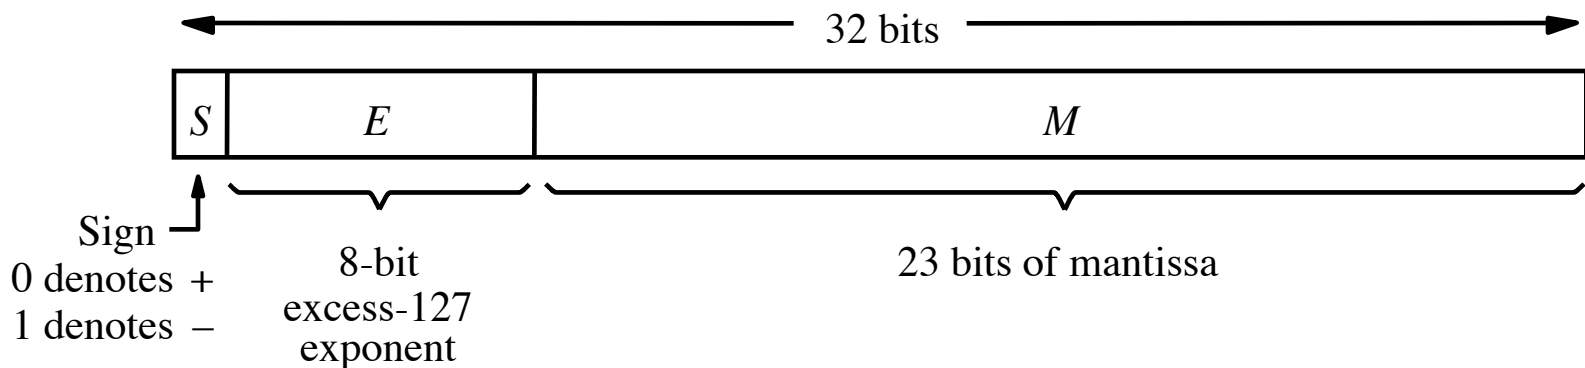 32 bits
S
E
M
Sign
0 denotes +
1 denotes –
8-bit
excess-127
exponent
23 bits of mantissa